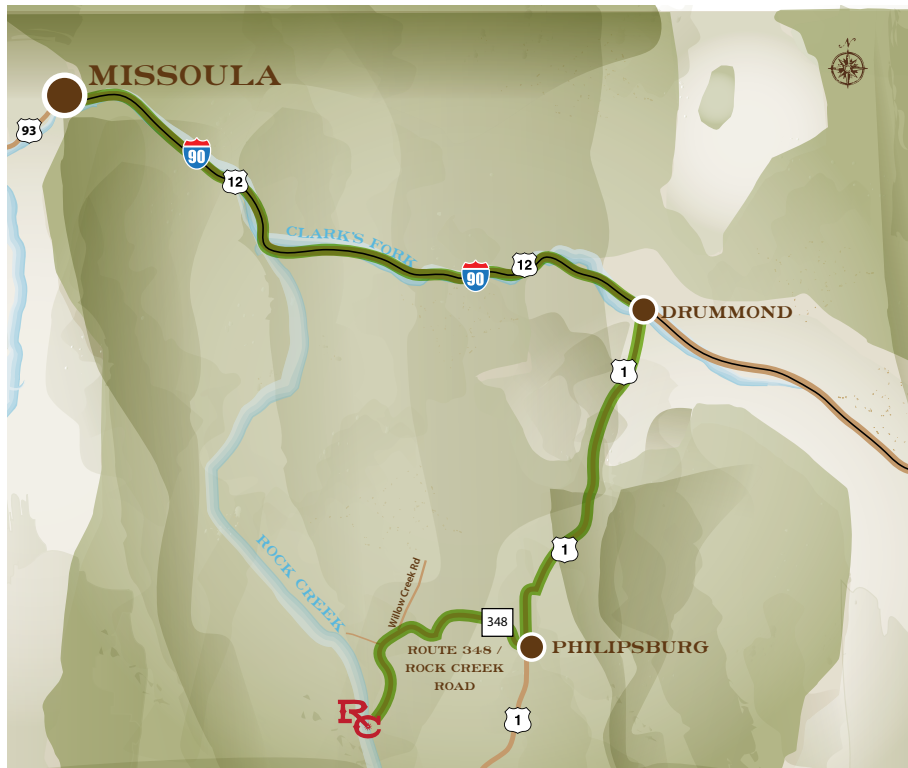 N
MISSOULA
93
90
12
CLARK'S FORK
90
12
DRUMMOND
1
1
ROCK CREEK
Willow Creek Rd
348
ROUTE 348 /
ROCK CREEK
ROAD
PHILIPSBURG
RC
1